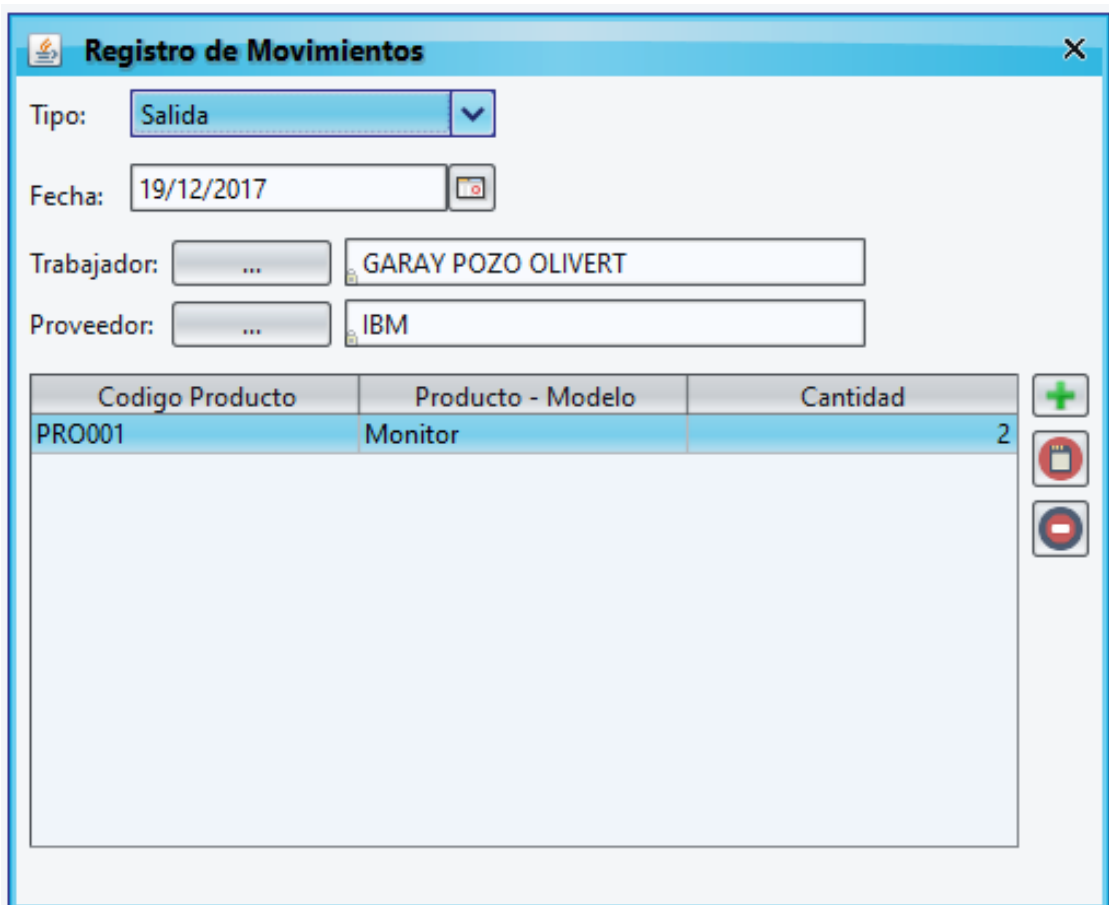 Registro de Movimientos
Tipo: Salida
Fecha: 19/12/2017
Trabajador: ... GARAY POZO OLIVERT
Proveedor: ... IBM
Codigo Producto Producto - Modelo Cantidad
PRO001 Monitor 2